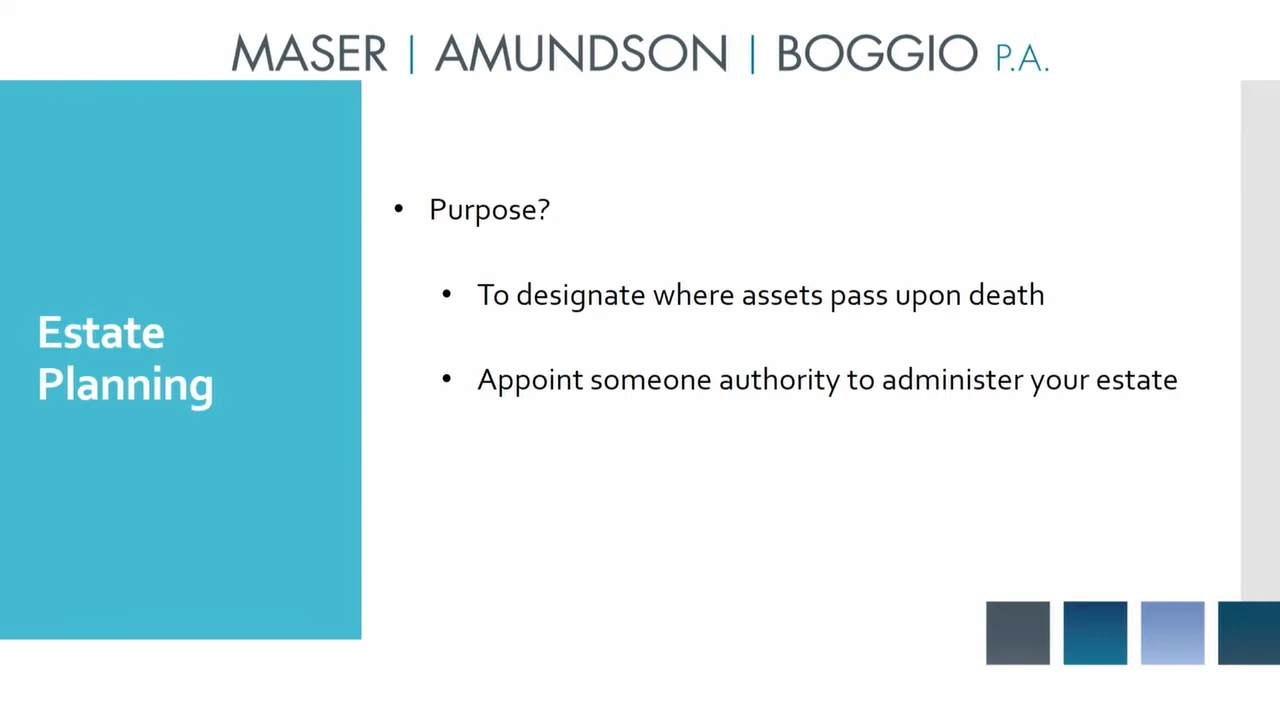 MASER | AMUNDSON | BOGGIO P.A.
Estate
Planning
• Purpose?
• To designate where assets pass upon death
• Appoint someone authority to administer your estate